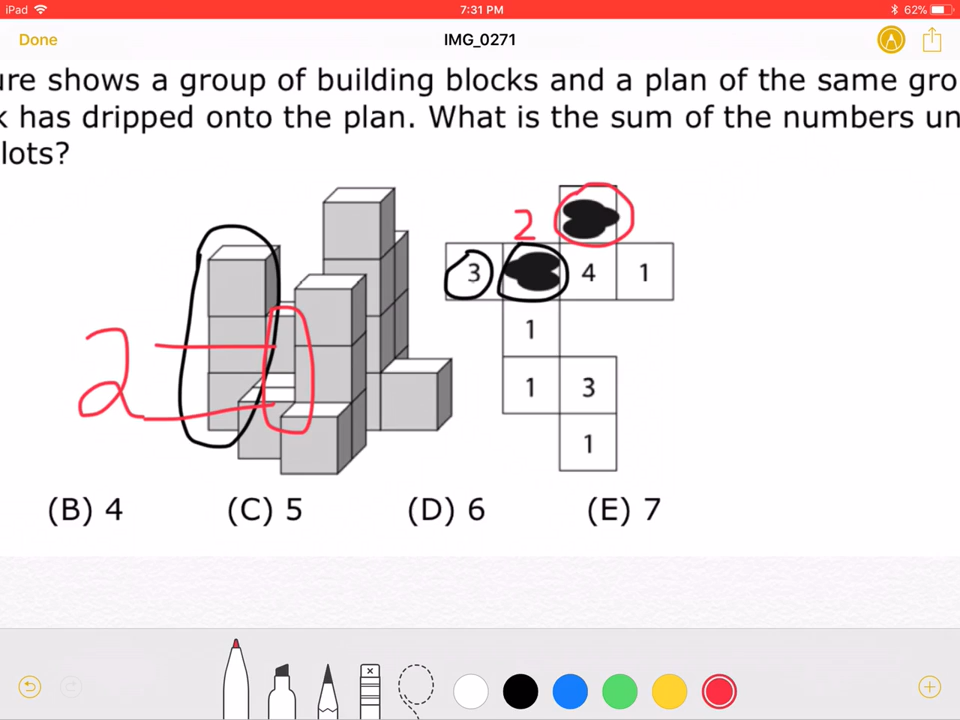 iPad 7:31 PM 62%
Done IMG_0271
ure shows a group of building blocks and a plan of the same gro
k has dripped onto the plan. What is the sum of the numbers un
lots?
2
3 4 1
1
2
1 3
1
(B) 4 (C) 5 (D) 6 (E) 7